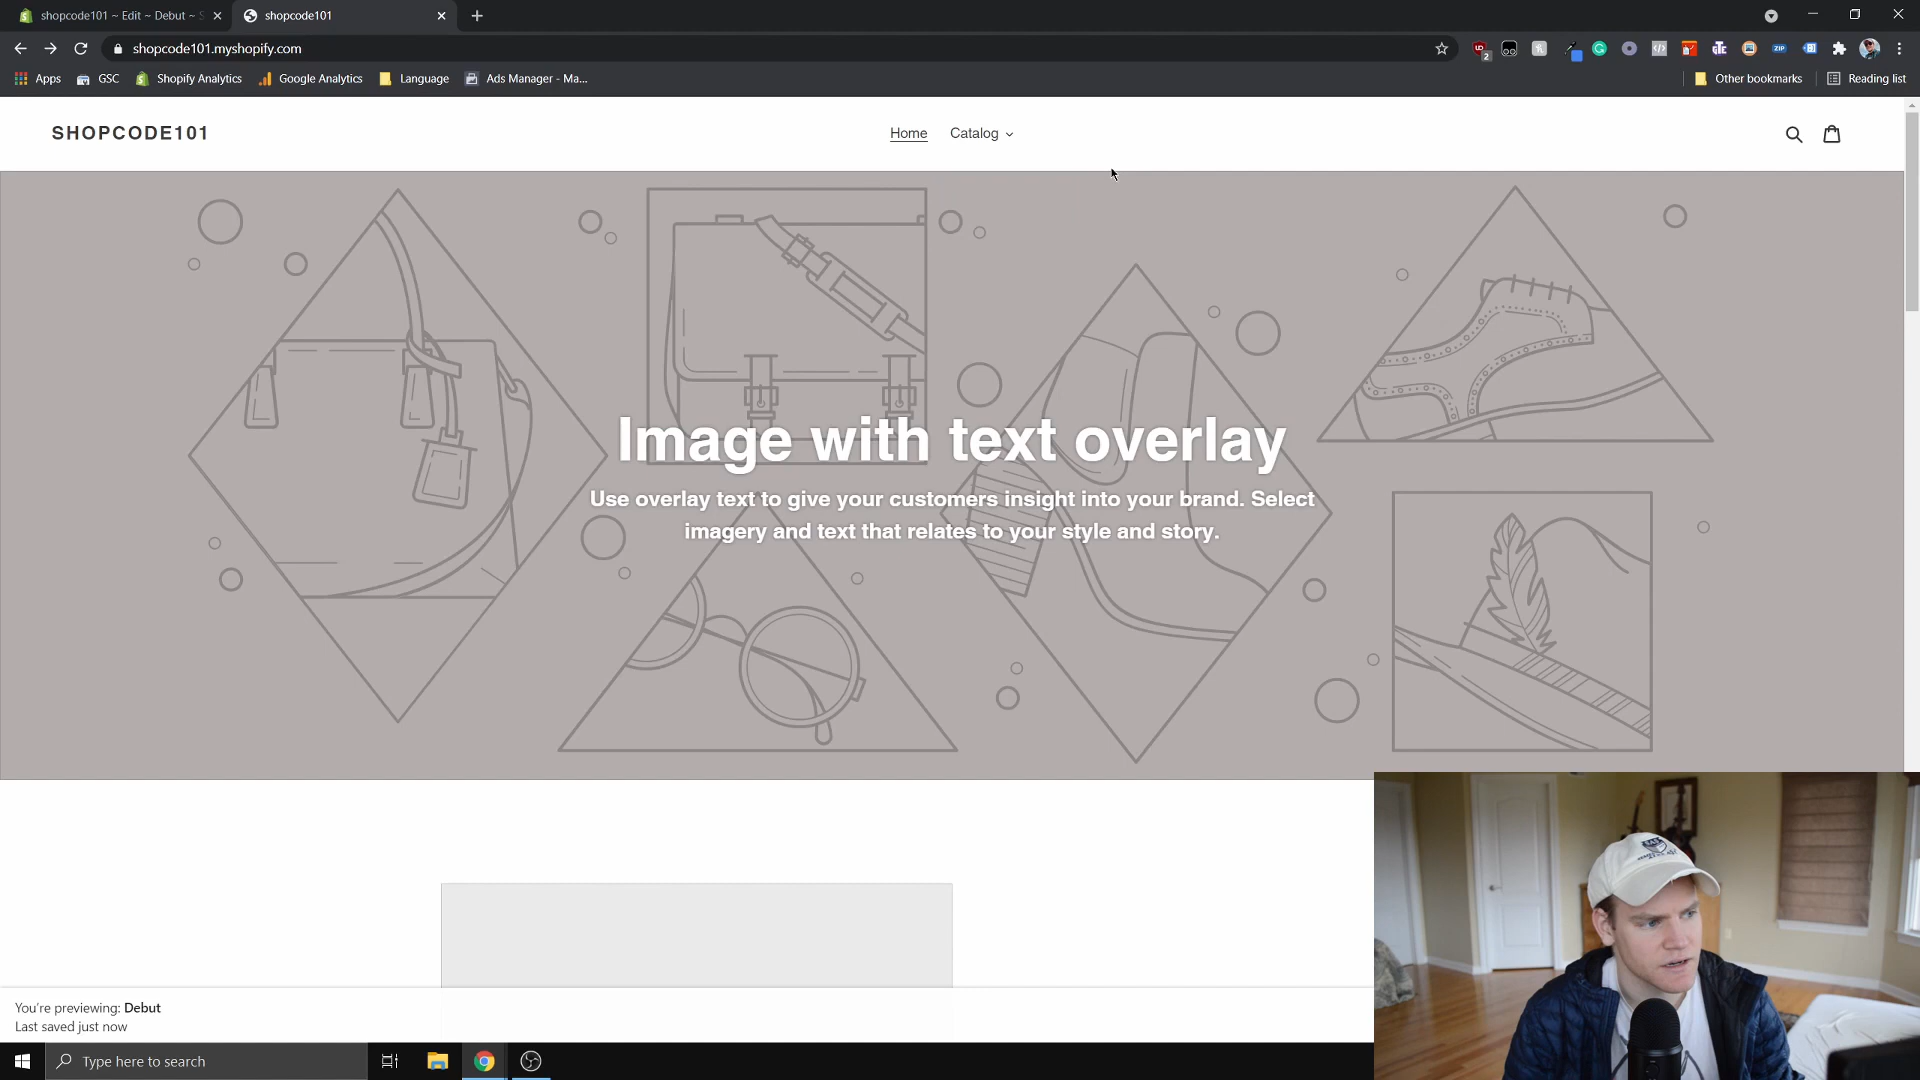 shopcode101 ~ Edit ~ Debut ~ S
shopcode101
shopcode101.myshopify.com
2
ZIP
Apps
GSC
Shopify Analytics
Google Analytics
Language
Ads Manager - Ma...
Other bookmarks
Reading list
SHOPCODE101
Home
Catalog
Image with text overlay
Use overlay text to give your customers insight into your brand. Select
imagery and text that relates to your style and story.
You're previewing: Debut
Last saved just now
Type here to search